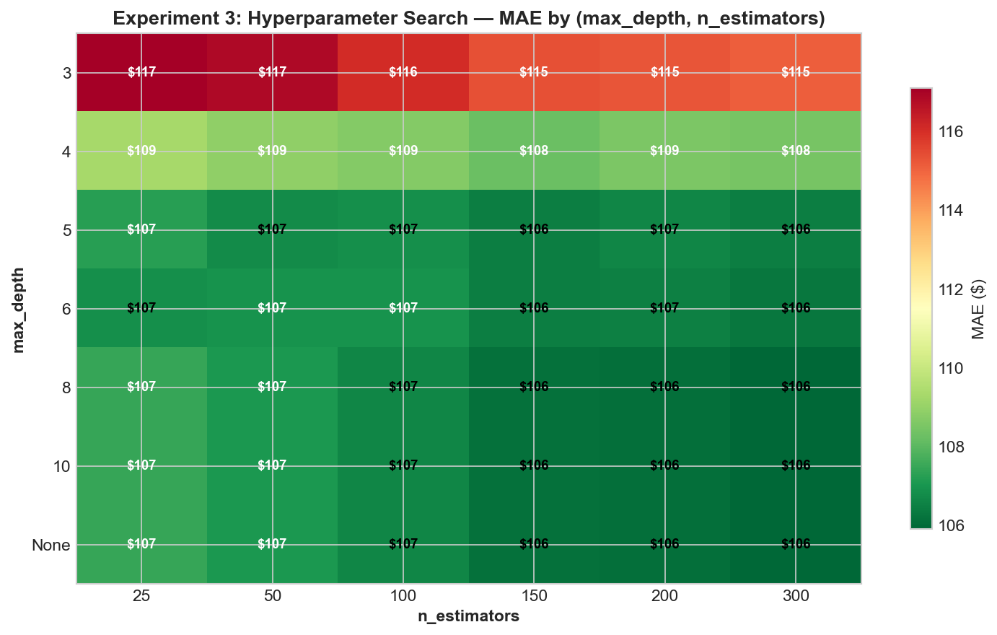 Experiment 3: Hyperparameter Search — MAE by (max_depth, n_estimators)
3 $117 $117 $116 $115 $115 $115
4 $109 $109 $109 $108 $109 $108
5 $107 $107 $107 $106 $107 $106
6 $107 $107 $107 $106 $107 $106
8 $107 $107 $107 $106 $106 $106
10 $107 $107 $107 $106 $106 $106
None $107 $107 $107 $106 $106 $106
25 50 100 150 200 300
n_estimators
max_depth
116
114
112
110
108
106
MAE ($)